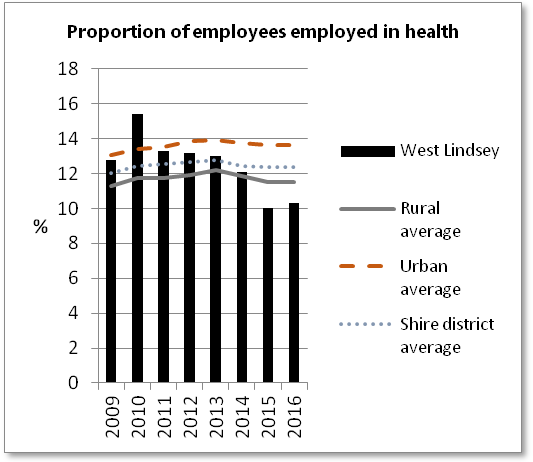 Proportion of employees employed in health
18
16
14
12
10
8
6
4
2
0
%
2009
2010
2011
2012
2013
2014
2015
2016
West Lindsey
Rural
average
Urban
average
Shire district
average